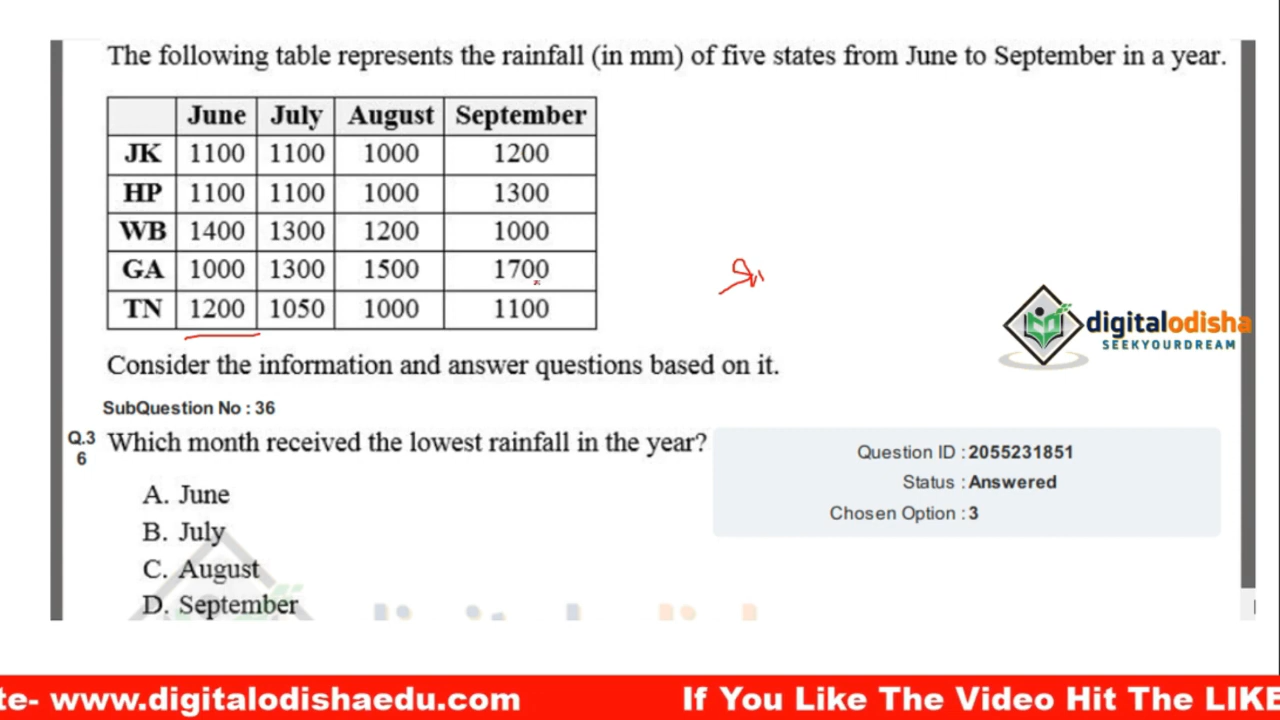 The following table represents the rainfall (in mm) of five states from June to September in a year.
June July August September
JK 1100 1100 1000 1200
HP 1100 1100 1000 1300
WB 1400 1300 1200 1000
GA 1000 1300 1500 1700
TN 1200 1050 1000 1100
digitalodisha
SEEKYOURDREAM
Consider the information and answer questions based on it.
SubQuestion No : 36
Q.3 Which month received the lowest rainfall in the year?
6
A. June
B. July
C. August
D. September
Question ID : 2055231851
Status : Answered
Chosen Option : 3
te- www.digitalodishaedu.com If You Like The Video Hit The LIKE